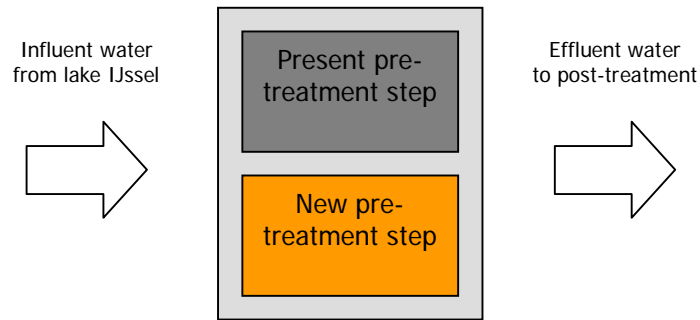 Influent water
from lake IJssel
Present pre-
treatment step
New pre-
treatment step
Effluent water
to post-treatment